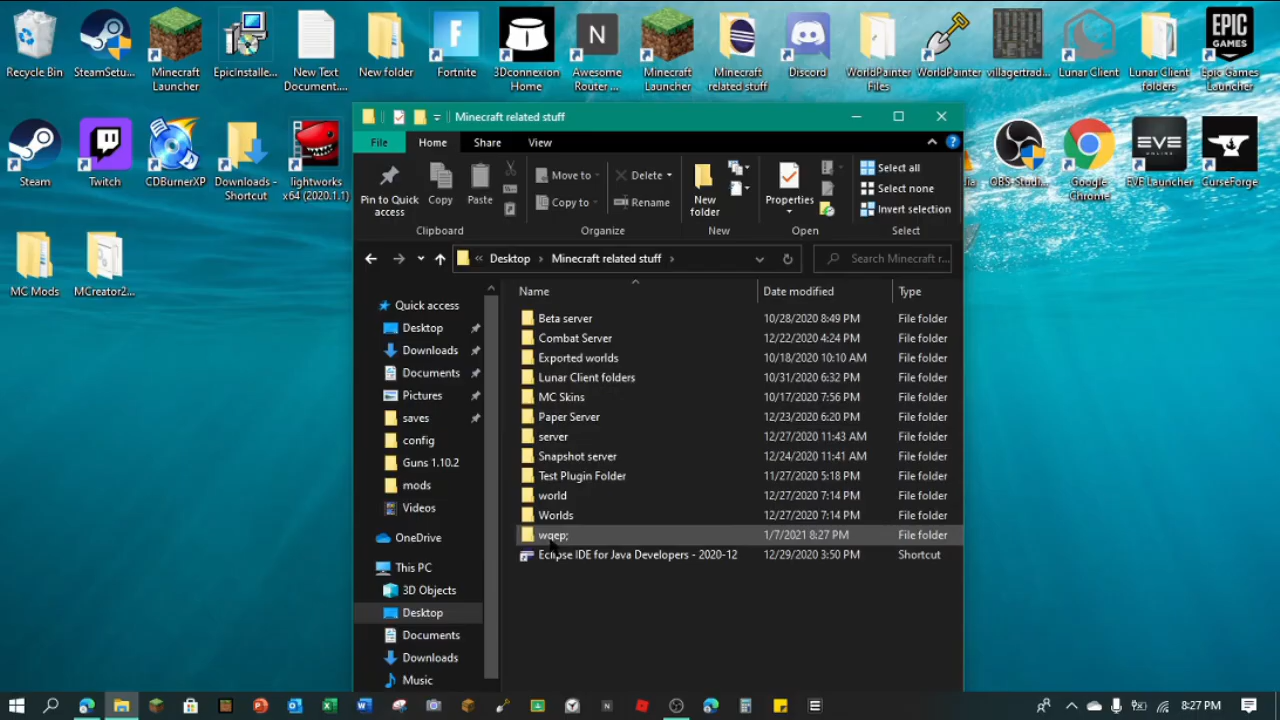 Recycle Bin
SteamSetu...
Minecraft Launcher
EpicInstalle...
New Text Document....
New folder
Fortnite
3Dconnexion Home
N
Awesome Router ...
Minecraft Launcher
Minecraft related stuff
Discord
WorldPainter Files
WorldPainter
villagertrad...
Lunar Client
Lunar Client folders
EPIC GAMES
Epic Games Launcher
Steam
Twitch
CDBurnerXP
Downloads - Shortcut
lightworks x64 (2020.1.1)
OBS Studi...
Google Chrome
EVE
EVE Launcher
CurseForge
MC Mods
MCreator2...
Minecraft related stuff
File Home Share View
Pin to Quick access
Copy
Paste
Move to
Copy to
Delete
Rename
New folder
Properties
Select all
Select none
Invert selection
Clipboard Organize New Open Select
« Desktop > Minecraft related stuff >
Search Minecraft r...
Name Date modified Type
Quick access
Desktop
Downloads
Documents
Pictures
saves
config
Guns 1.10.2
mods
Videos
OneDrive
This PC
3D Objects
Desktop
Documents
Downloads
Music
Beta server 10/28/2020 8:49 PM File folder
Combat Server 12/22/2020 4:24 PM File folder
Exported worlds 10/18/2020 10:10 AM File folder
Lunar Client folders 10/31/2020 6:32 PM File folder
MC Skins 10/17/2020 7:56 PM File folder
Paper Server 12/23/2020 6:20 PM File folder
server 12/27/2020 11:43 AM File folder
Snapshot server 12/24/2020 11:41 AM File folder
Test Plugin Folder 11/27/2020 5:18 PM File folder
world 12/27/2020 7:14 PM File folder
Worlds 12/27/2020 7:14 PM File folder
1/7/2021 8:27 PM File folder
Eclipse IDE for Java Developers - 2020-12 12/29/2020 3:50 PM Shortcut
8:27 PM